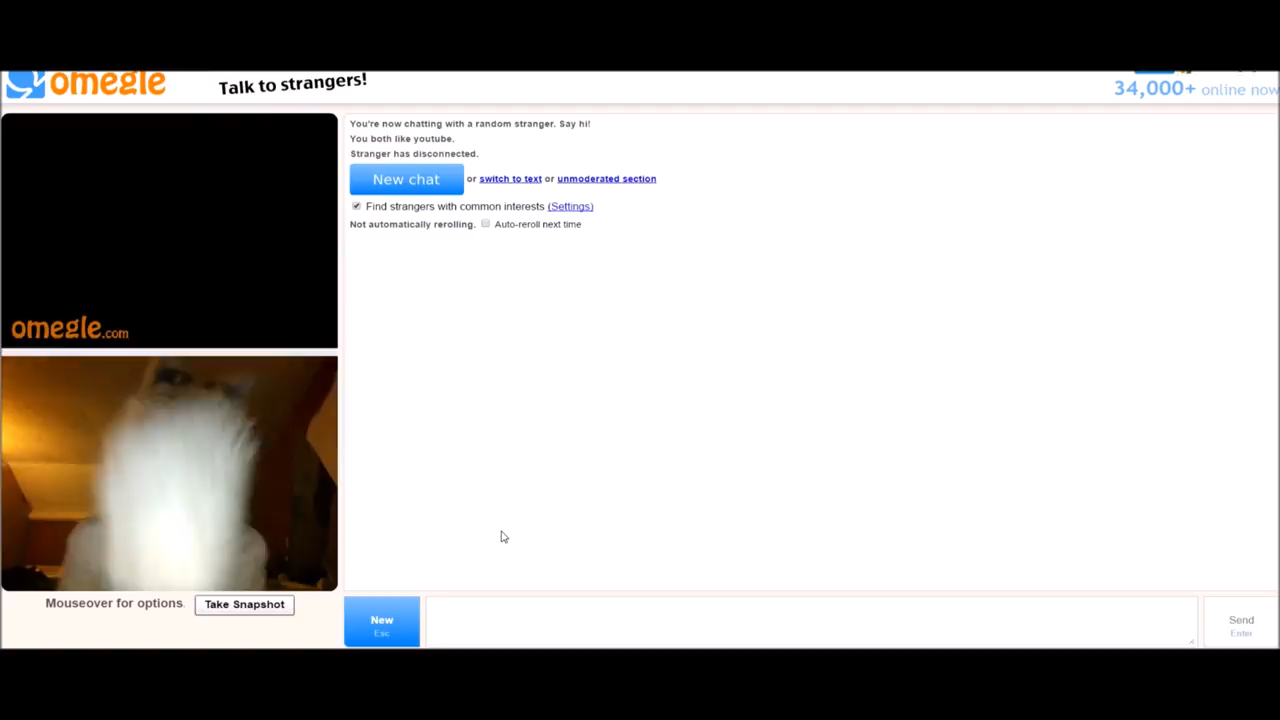 omegle
Talk to strangers!
34,000+ online now
You're now chatting with a random stranger. Say hi!
You both like youtube.
Stranger has disconnected.
New chat or switch to text or unmoderated section
Find strangers with common interests (Settings)
Not automatically rerolling. Auto-reroll next time
omegle.com
Mouseover for options.
Take Snapshot
New
Esc
Send
Enter